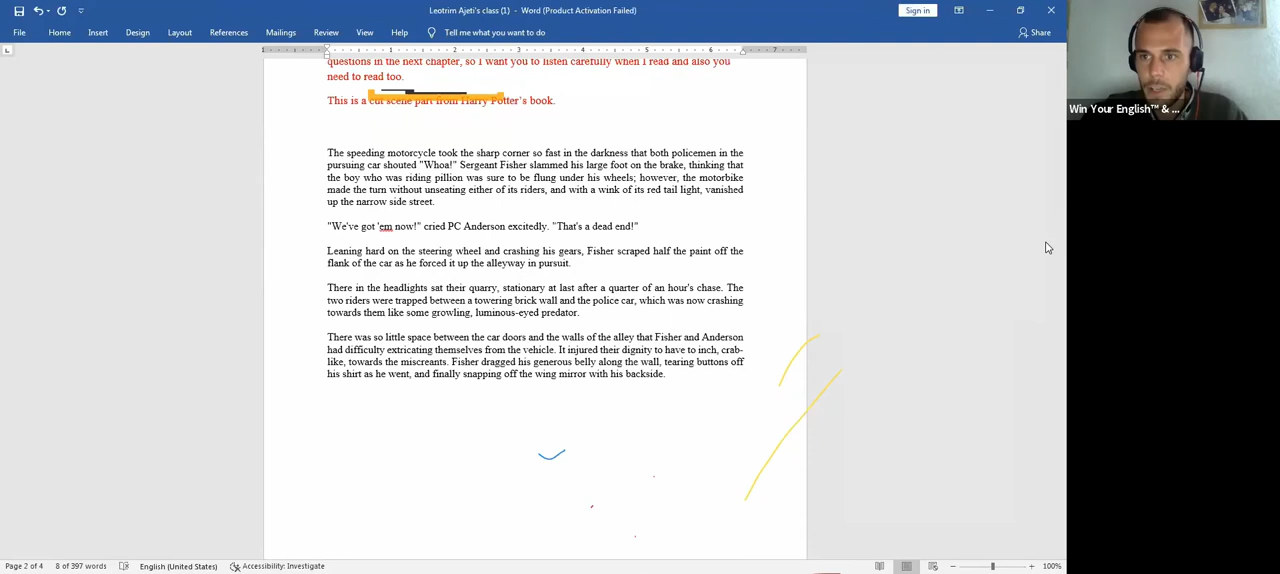 Leotrim Ajeti's class (1) - Word (Product Activation Failed)
Sign in
File Home Insert Design Layout References Mailings Review View Help Tell me what you want to do Share
1 1 2 3 4 5 6 7
questions in the next chapter, so I want you to listen carefully when I read and also you
need to read too.
This is a cut scene part from Harry Potter's book.
The speeding motorcycle took the sharp corner so fast in the darkness that both policemen in the
pursuing car shouted "Whoa!" Sergeant Fisher slammed his large foot on the brake, thinking that
the boy who was riding pillion was sure to be flung under his wheels; however, the motorbike
made the turn without unseating either of its riders, and with a wink of its red tail light, vanished
up the narrow side street.
"We've got 'em now!" cried PC Anderson excitedly. "That's a dead end!"
Leaning hard on the steering wheel and crashing his gears, Fisher scraped half the paint off the
flank of the car as he forced it up the alleyway in pursuit.
There in the headlights sat their quarry, stationary at last after a quarter of an hour's chase. The
two riders were trapped between a towering brick wall and the police car, which was now crashing
towards them like some growling, luminous-eyed predator.
There was so little space between the car doors and the walls of the alley that Fisher and Anderson
had difficulty extricating themselves from the vehicle. It injured their dignity to have to inch, crab-
like, towards the miscreants. Fisher dragged his generous belly along the wall, tearing buttons off
his shirt as he went, and finally snapping off the wing mirror with his backside.
Win Your English™ & ...
Page 2 of 4 8 of 397 words English (United States) Accessibility: Investigate 100%